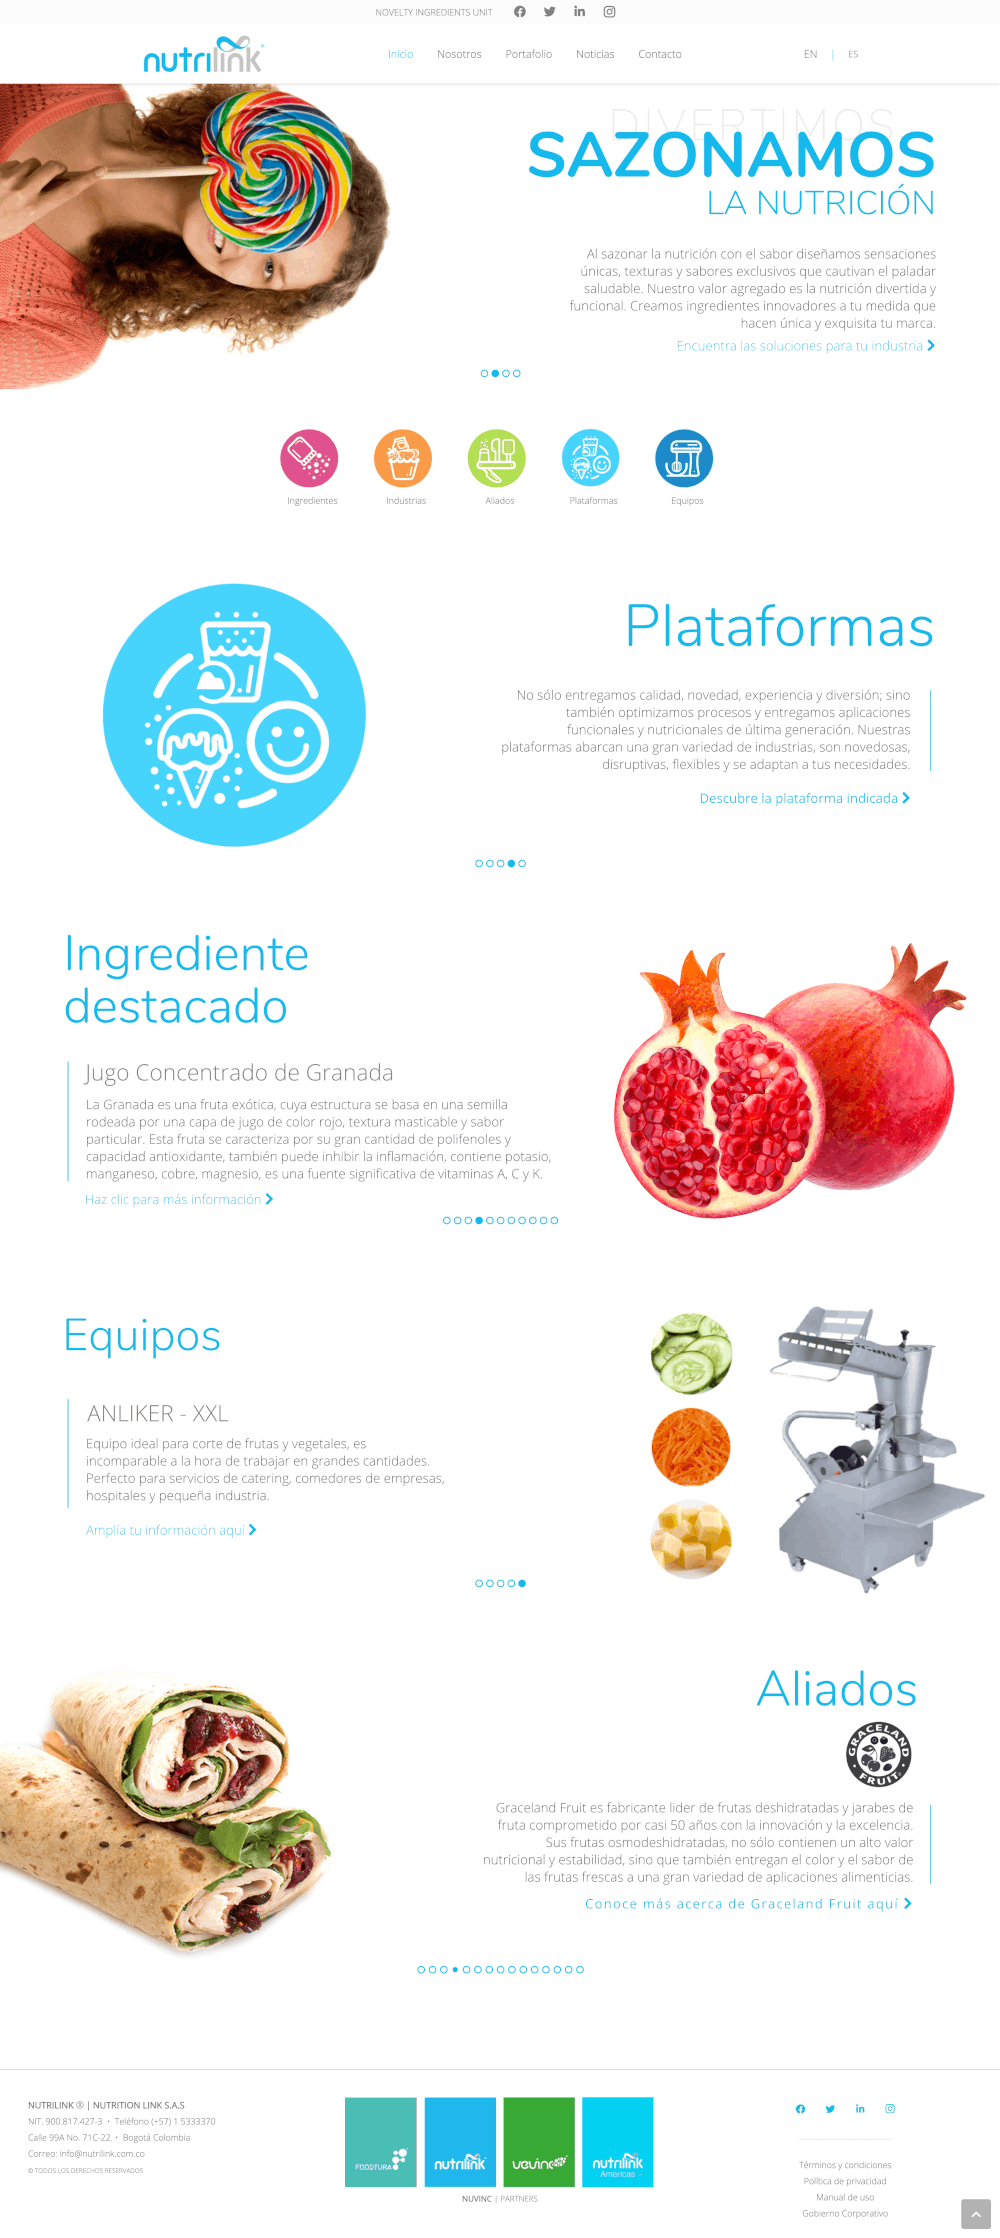 NOVELTY INGREDIENTS UNIT
nutrilink
Inicio Nosotros Portafolio Noticias Contacto EN | ES
DIVERTIMOS
SAZONAMOS
LA NUTRICIÓN
Al sazonar la nutrición con el sabor diseñamos sensaciones
únicas, texturas y sabores exclusivos que cautivan el paladar
saludable. Nuestro valor agregado es la nutrición divertida y
funcional. Creamos ingredientes innovadores a tu medida que
hacen única y exquisita tu marca.
Encuentra las soluciones para tu industria
Ingredientes Industrias Aliados Plataformas Equipos
Plataformas
No sólo entregamos calidad, novedad, experiencia y diversión; sino
también optimizamos procesos y entregamos aplicaciones
funcionales y nutricionales de última generación. Nuestras
plataformas abarcan una gran variedad de industrias, son novedosas,
disruptivas, flexibles y se adaptan a tus necesidades.
Descubre la plataforma indicada
Ingrediente
destacado
Jugo Concentrado de Granada
La Granada es una fruta exótica, cuya estructura se basa en una semilla
rodeada por una capa de jugo de color rojo, textura masticable y sabor
particular. Esta fruta se caracteriza por su gran cantidad de polifenoles y
capacidad antioxidante, también puede inhibir la inflamación, contiene potasio,
manganeso, cobre, magnesio, es una fuente significativa de vitaminas A, C y K.
Haz clic para más información
Equipos
ANLIKER - XXL
Equipo ideal para corte de frutas y vegetales, es
incomparable a la hora de trabajar en grandes cantidades.
Perfecto para servicios de catering, comedores de empresas,
hospitales y pequeña industria.
Amplía tu información aquí
Aliados
GRACELAND
FRUIT
Graceland Fruit es fabricante lider de frutas deshidratadas y jarabes de
fruta comprometido por casi 50 años con la innovación y la excelencia.
Sus frutas osmodeshidratadas, no sólo contienen un alto valor
nutricional y estabilidad, sino que también entregan el color y el sabor de
las frutas frescas a una gran variedad de aplicaciones alimenticias.
Conoce más acerca de Graceland Fruit aquí
NUTRILINK ® | NUTRITION LINK S.A.S
NIT. 900.817.427-3 • Teléfono (+57) 1 5333370
Calle 99A No. 71C-22. • Bogotá Colombia
Correo: info@nutrilink.com.co
© TODOS LOS DERECHOS RESERVADOS
FOODTURA
nutrilink
vevinc
nutrilink
Americas
NUVINC | PARTNERS
Términos y condiciones
Política de privacidad
Manual de uso
Gobierno Corporativo